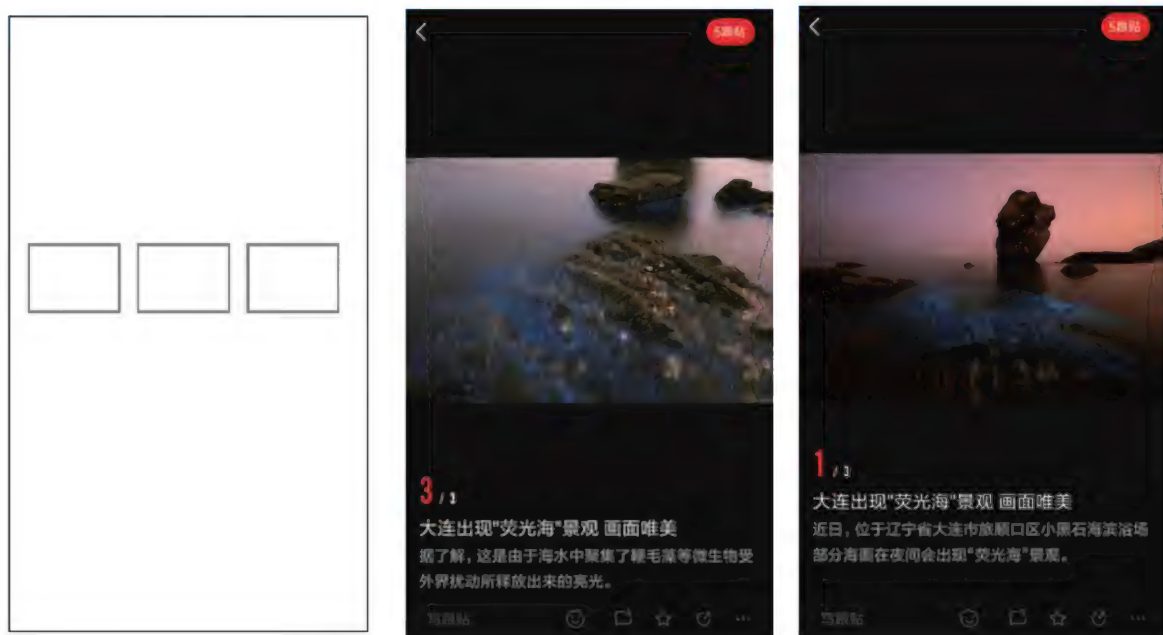 5跟贴
3 / 3
大连出现"荧光海"景观 画面唯美
据了解，这是由于海水中聚集了鞭毛藻等微生物受
外界扰动所释放出来的亮光。
写跟贴
5跟贴
1 / 3
大连出现"荧光海"景观 画面唯美
近日，位于辽宁省大连市旅顺口区小黑石海滨浴场
部分海面在夜间会出现"荧光海"景观。
写跟贴